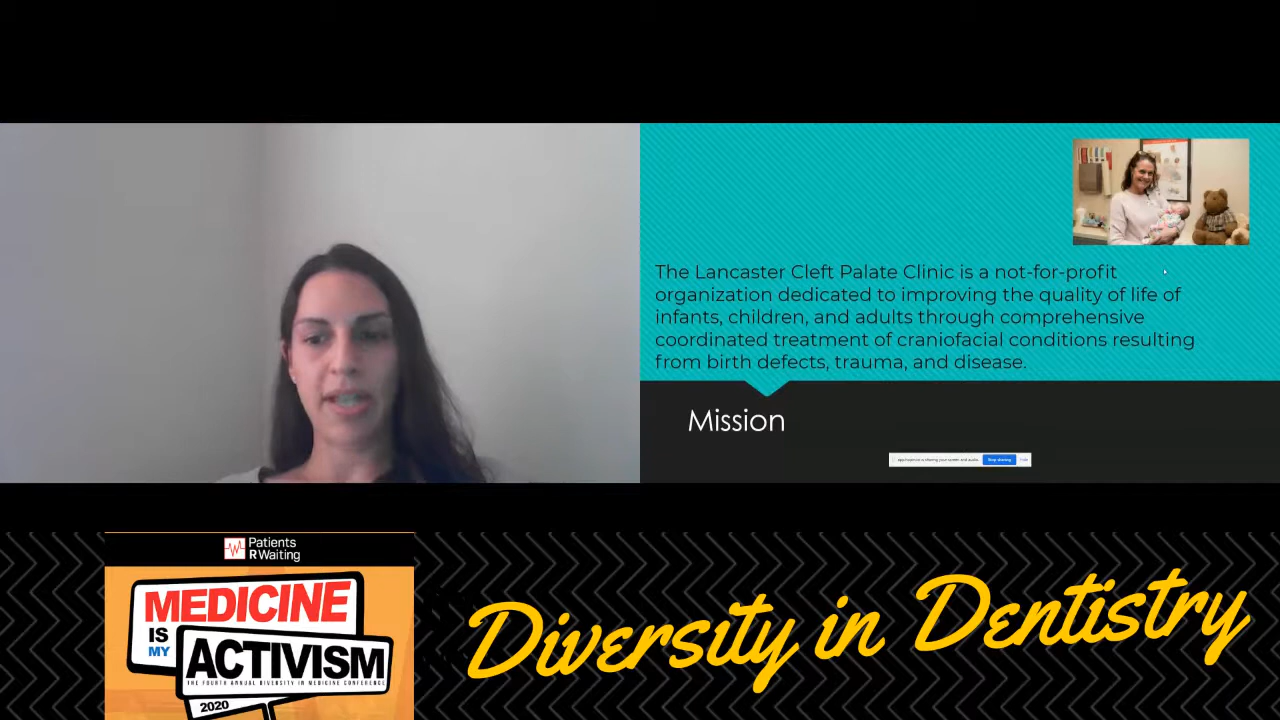 The Lancaster Cleft Palate Clinic is a not-for-profit
organization dedicated to improving the quality of life of
infants, children, and adults through comprehensive
coordinated treatment of craniofacial conditions resulting
from birth defects, trauma, and disease.
Mission
Stop sharing
Hide
Patients
R Waiting
MEDICINE
IS
MY
ACTIVISM
THE FOURTH ANNUAL DIVERSITY IN MEDICINE CONFERENCE
2020
Diversity in Dentistry